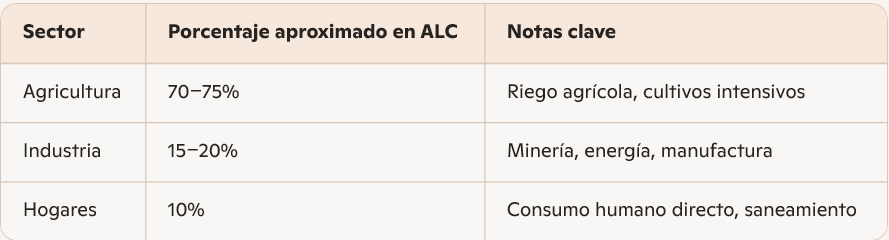 Sector Porcentaje aproximado en ALC Notas clave
Agricultura 70–75% Riego agrícola, cultivos intensivos
Industria 15–20% Minería, energía, manufactura
Hogares 10% Consumo humano directo, saneamiento